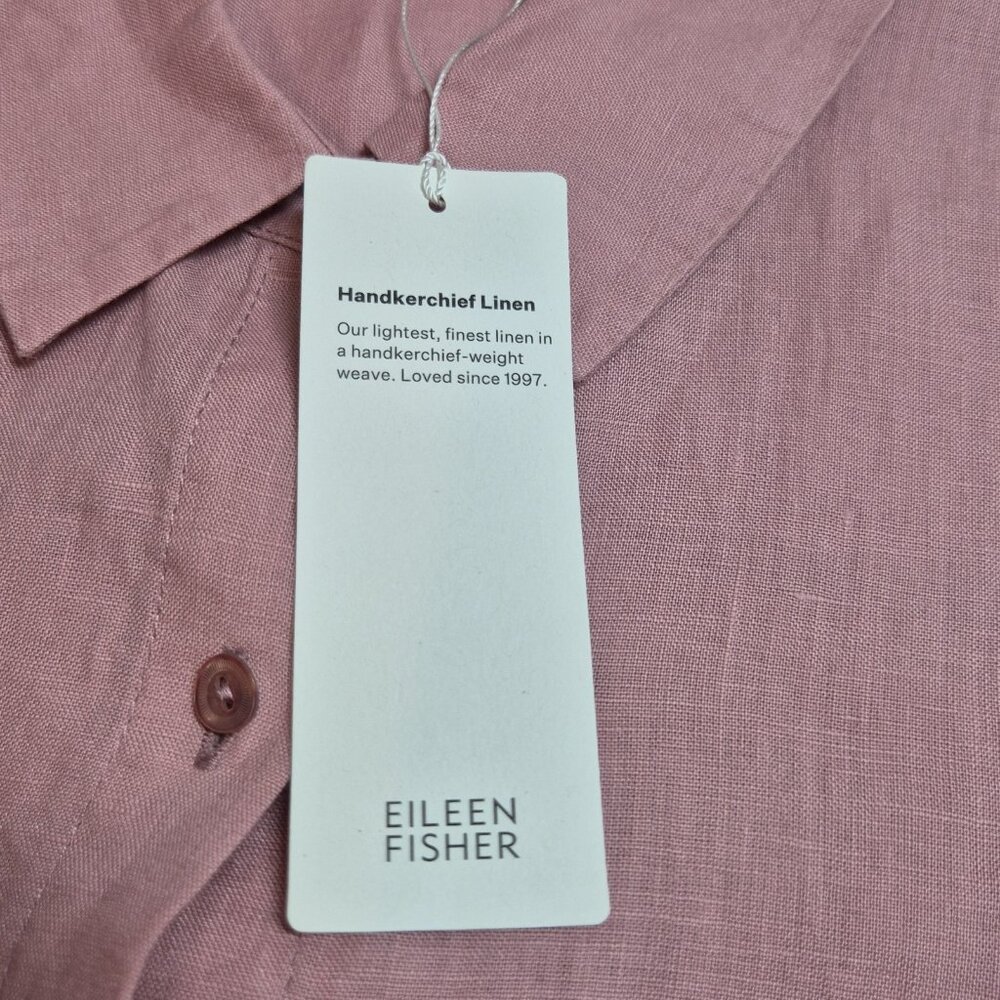 Handkerchief Linen
Our lightest, finest linen in
a handkerchief-weight
weave. Loved since 1997.
EILEEN
FISHER